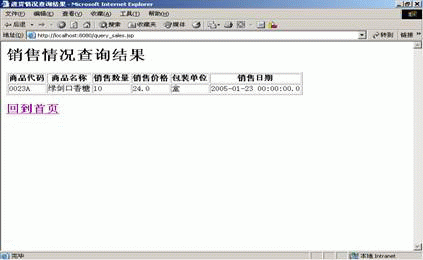 退货情况查询结果 - Microsoft Internet Explorer
文件(F) 编辑(E) 查看(V) 收藏(A) 工具(T) 帮助(H)
后退 搜索 收藏夹 媒体
地址(D) http://localhost:8080/query_sales.jsp 转到 链接 »
销售情况查询结果
商品代码 商品名称 销售数量 销售价格 包装单位 销售日期
0023A 绿剑口香糖 10 24.0 盒 2005-01-23 00:00:00.0
回到首页
完毕 本地 Intranet